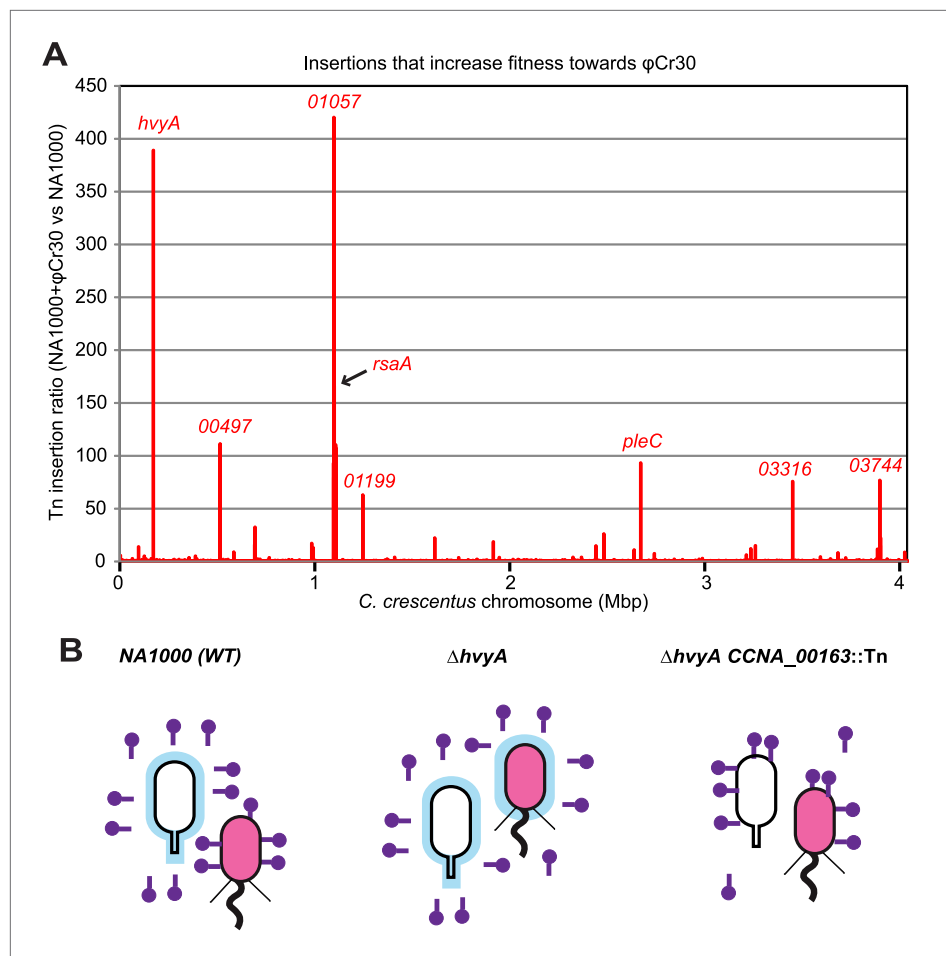 A
Insertions that increase fitness towards φCr30
Tn insertion ratio (NA1000+φCr30 vs NA1000)
450
400
350
300
250
200
150
100
50
0
hvyA
01057
rsaA
00497
01199
pleC
03316
03744
0 1 2 3 4
C. crescentus chromosome (Mbp)
B
NA1000 (WT)
ΔhvyA
ΔhvyA CCNA_00163::Tn